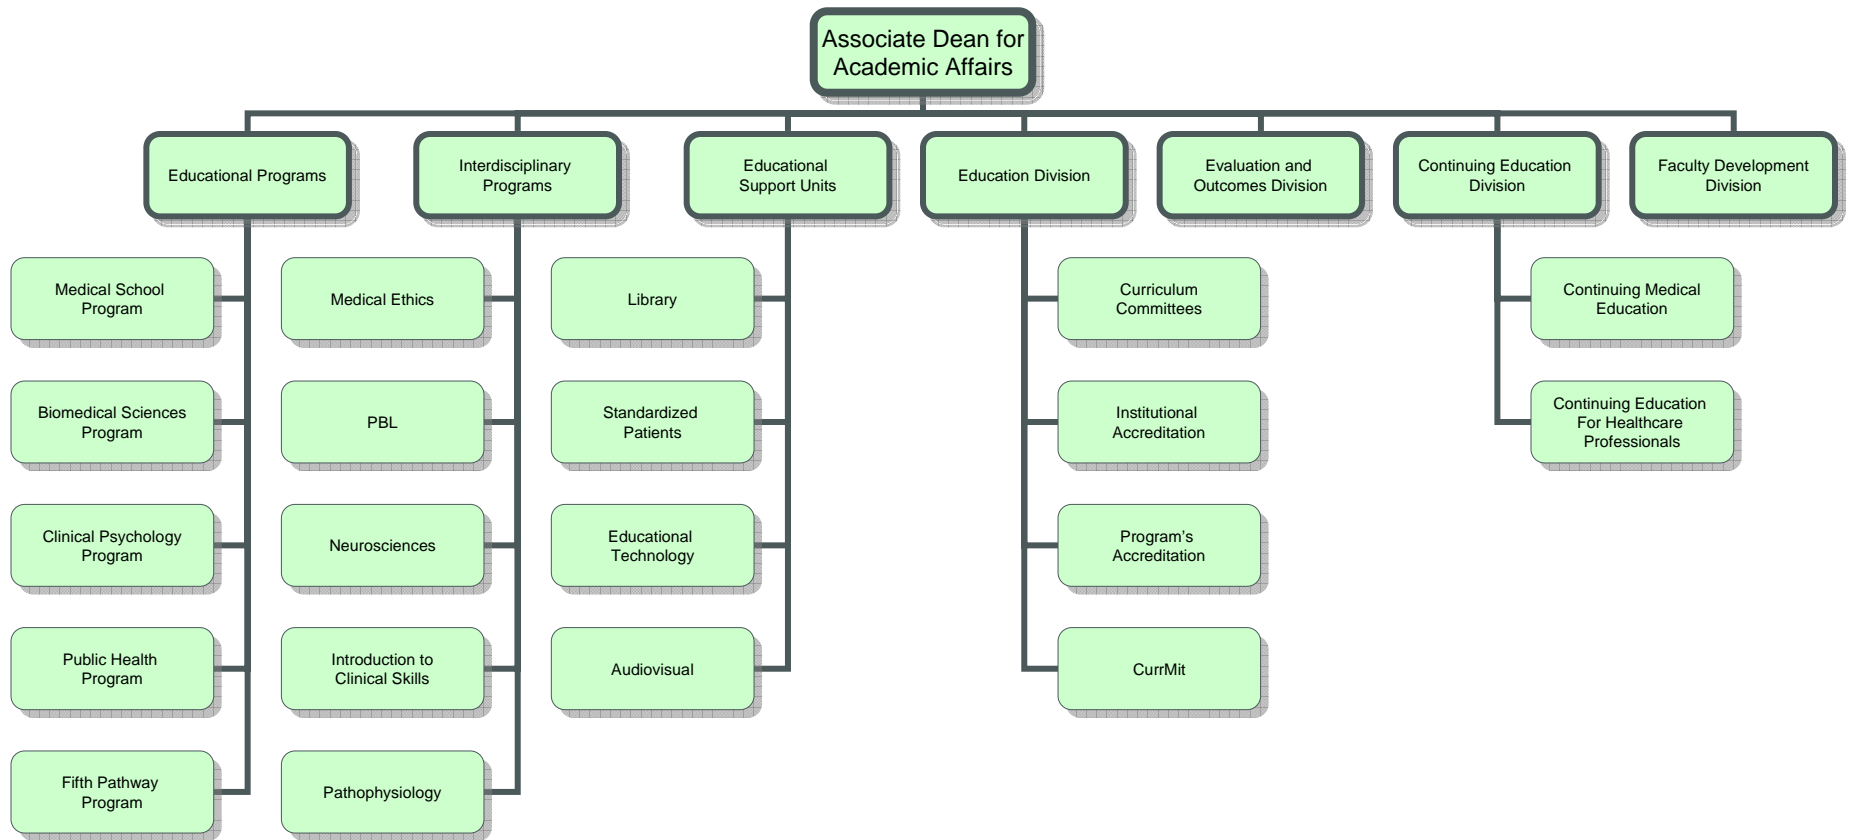 Associate Dean for
Academic Affairs
Educational Programs
Interdisciplinary
Programs
Educational
Support Units
Education Division
Evaluation and
Outcomes Division
Continuing Education
Division
Faculty Development
Division
Medical School
Program
Biomedical Sciences
Program
Clinical Psychology
Program
Public Health
Program
Fifth Pathway
Program
Medical Ethics
PBL
Neurosciences
Introduction to
Clinical Skills
Pathophysiology
Library
Standardized
Patients
Educational
Technology
Audiovisual
Curriculum
Committees
Institutional
Accreditation
Program's
Accreditation
CurrMit
Continuing Medical
Education
Continuing Education
For Healthcare
Professionals